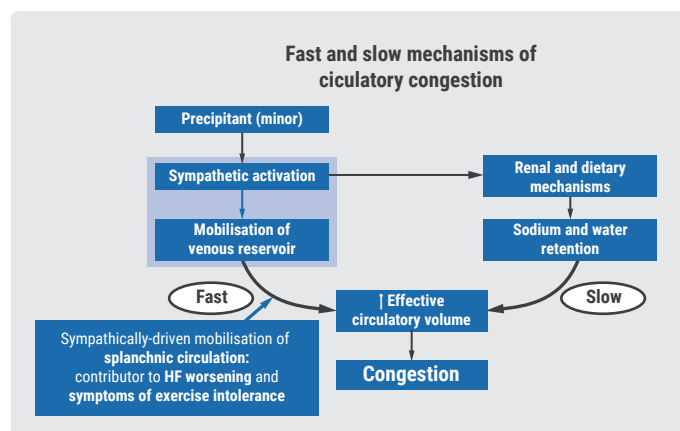 Fast and slow mechanisms of
ciculatory congestion
Precipitant (minor)
Sympathetic activation
Renal and dietary
mechanisms
Mobilisation of
venous reservoir
Sodium and water
retention
Fast
Slow
↑ Effective
circulatory volume
Sympathically-driven mobilisation of
splanchnic circulation:
contributor to HF worsening and
symptoms of exercise intolerance
Congestion